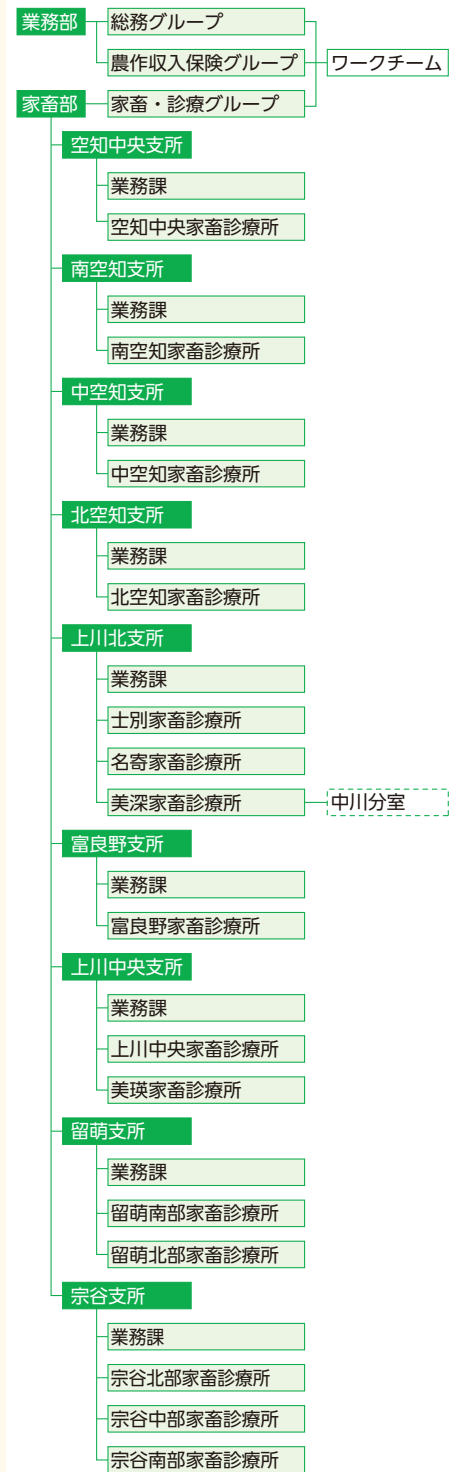 業務部
総務グループ
農作収入保険グループ
ワークチーム
家畜部
家畜・診療グループ
空知中央支所
業務課
空知中央家畜診療所
南空知支所
業務課
南空知家畜診療所
中空知支所
業務課
中空知家畜診療所
北空知支所
業務課
北空知家畜診療所
上川北支所
業務課
士別家畜診療所
名寄家畜診療所
美深家畜診療所
中川分室
富良野支所
業務課
富良野家畜診療所
上川中央支所
業務課
上川中央家畜診療所
美瑛家畜診療所
留萌支所
業務課
留萌南部家畜診療所
留萌北部家畜診療所
宗谷支所
業務課
宗谷北部家畜診療所
宗谷中部家畜診療所
宗谷南部家畜診療所